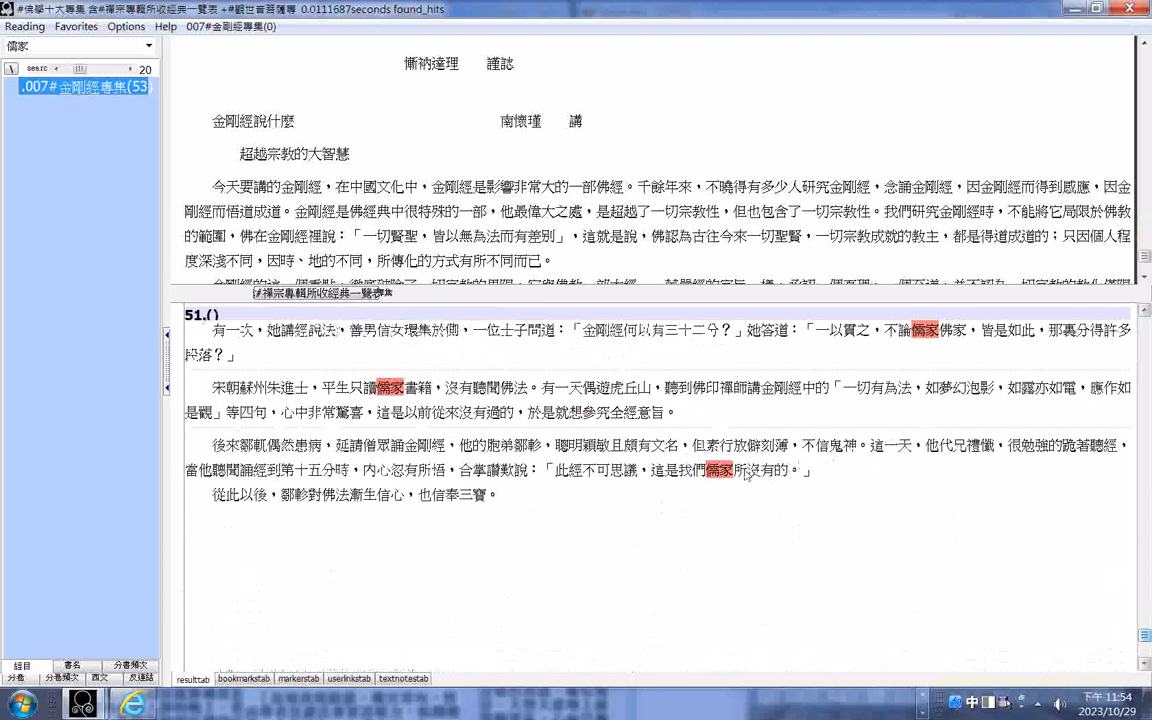 #佛學十大專集 含#禪宗專輯所收經典一覽表 +#觀世音菩薩專 0.0111687seconds found_hits
Reading Favorites Options Help 007#金剛經專集(0)
儒家
searc 20
.007#金剛經專集(53)
慚衲達理 謹誌
金剛經說什麼 南懷瑾 講
超越宗教的大智慧
今天要講的金剛經，在中國文化中，金剛經是影響非常大的一部佛經。千餘年來，不曉得有多少人研究金剛經，念誦金剛經，因金剛經而得到感應，因金
剛經而悟道成道。金剛經是佛經典中很特殊的一部，他最偉大之處，是超越了一切宗教性，但也包含了一切宗教性。我們研究金剛經時，不能將它局限於佛教
的範圍，佛在金剛經裡說：「一切賢聖，皆以無為法而有差別」，這就是說，佛認為古往今來一切聖賢，一切宗教成就的教主，都是得道成道的；只因個人程
度深淺不同，因時、地的不同，所傳化的方式有所不同而已。
#禪宗專輯所收經典一覽表
51,()
有一次，她講經說法，善男信女環集於側，一位士子問道：「金剛經何以有三十二分？」她答道：「一以貫之，不論儒家佛家，皆是如此，那裏分得許多
段落？」
宋朝蘇州朱進士，平生只讀儒家書籍，沒有聽聞佛法。有一天偶遊虎丘山，聽到佛印禪師講金剛經中的「一切有為法，如夢幻泡影，如露亦如電，應作如
是觀」等四句，心中非常驚喜，這是以前從來沒有過的，於是就想參究全經意旨。
後來鄒軏偶然患病，延請僧眾誦金剛經，他的胞弟鄒軫，聰明穎敏且頗有文名，但素行放僻刻薄，不信鬼神。這一天，他代兄禮懺，很勉強的跪著聽經，
當他聽聞誦經到第十五分時，內心忽有所悟，合掌讚歎說：「此經不可思議，這是我們儒家所沒有的。」
從此以後，鄒軫對佛法漸生信心，也信奉三寶。
經目 書名 分書頻次
分卷 分卷頻次 西文 反連結
resulttab bookmarkstab markerstab userlinkstab textnotestab
中
下午 11:54
2023/10/29